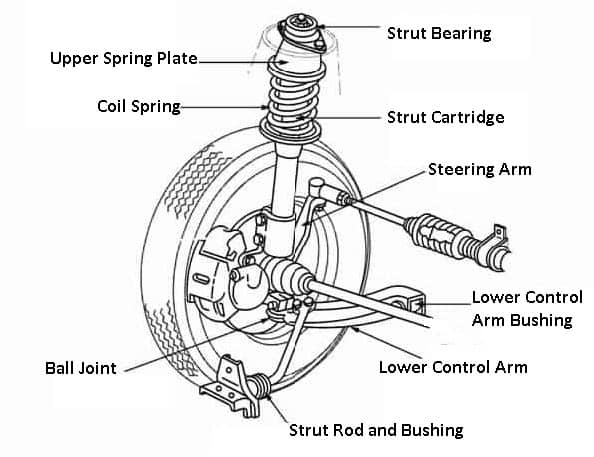 Strut Bearing
Upper Spring Plate
Coil Spring
Strut Cartridge
Steering Arm
Lower Control
Arm Bushing
Ball Joint
Lower Control Arm
Strut Rod and Bushing